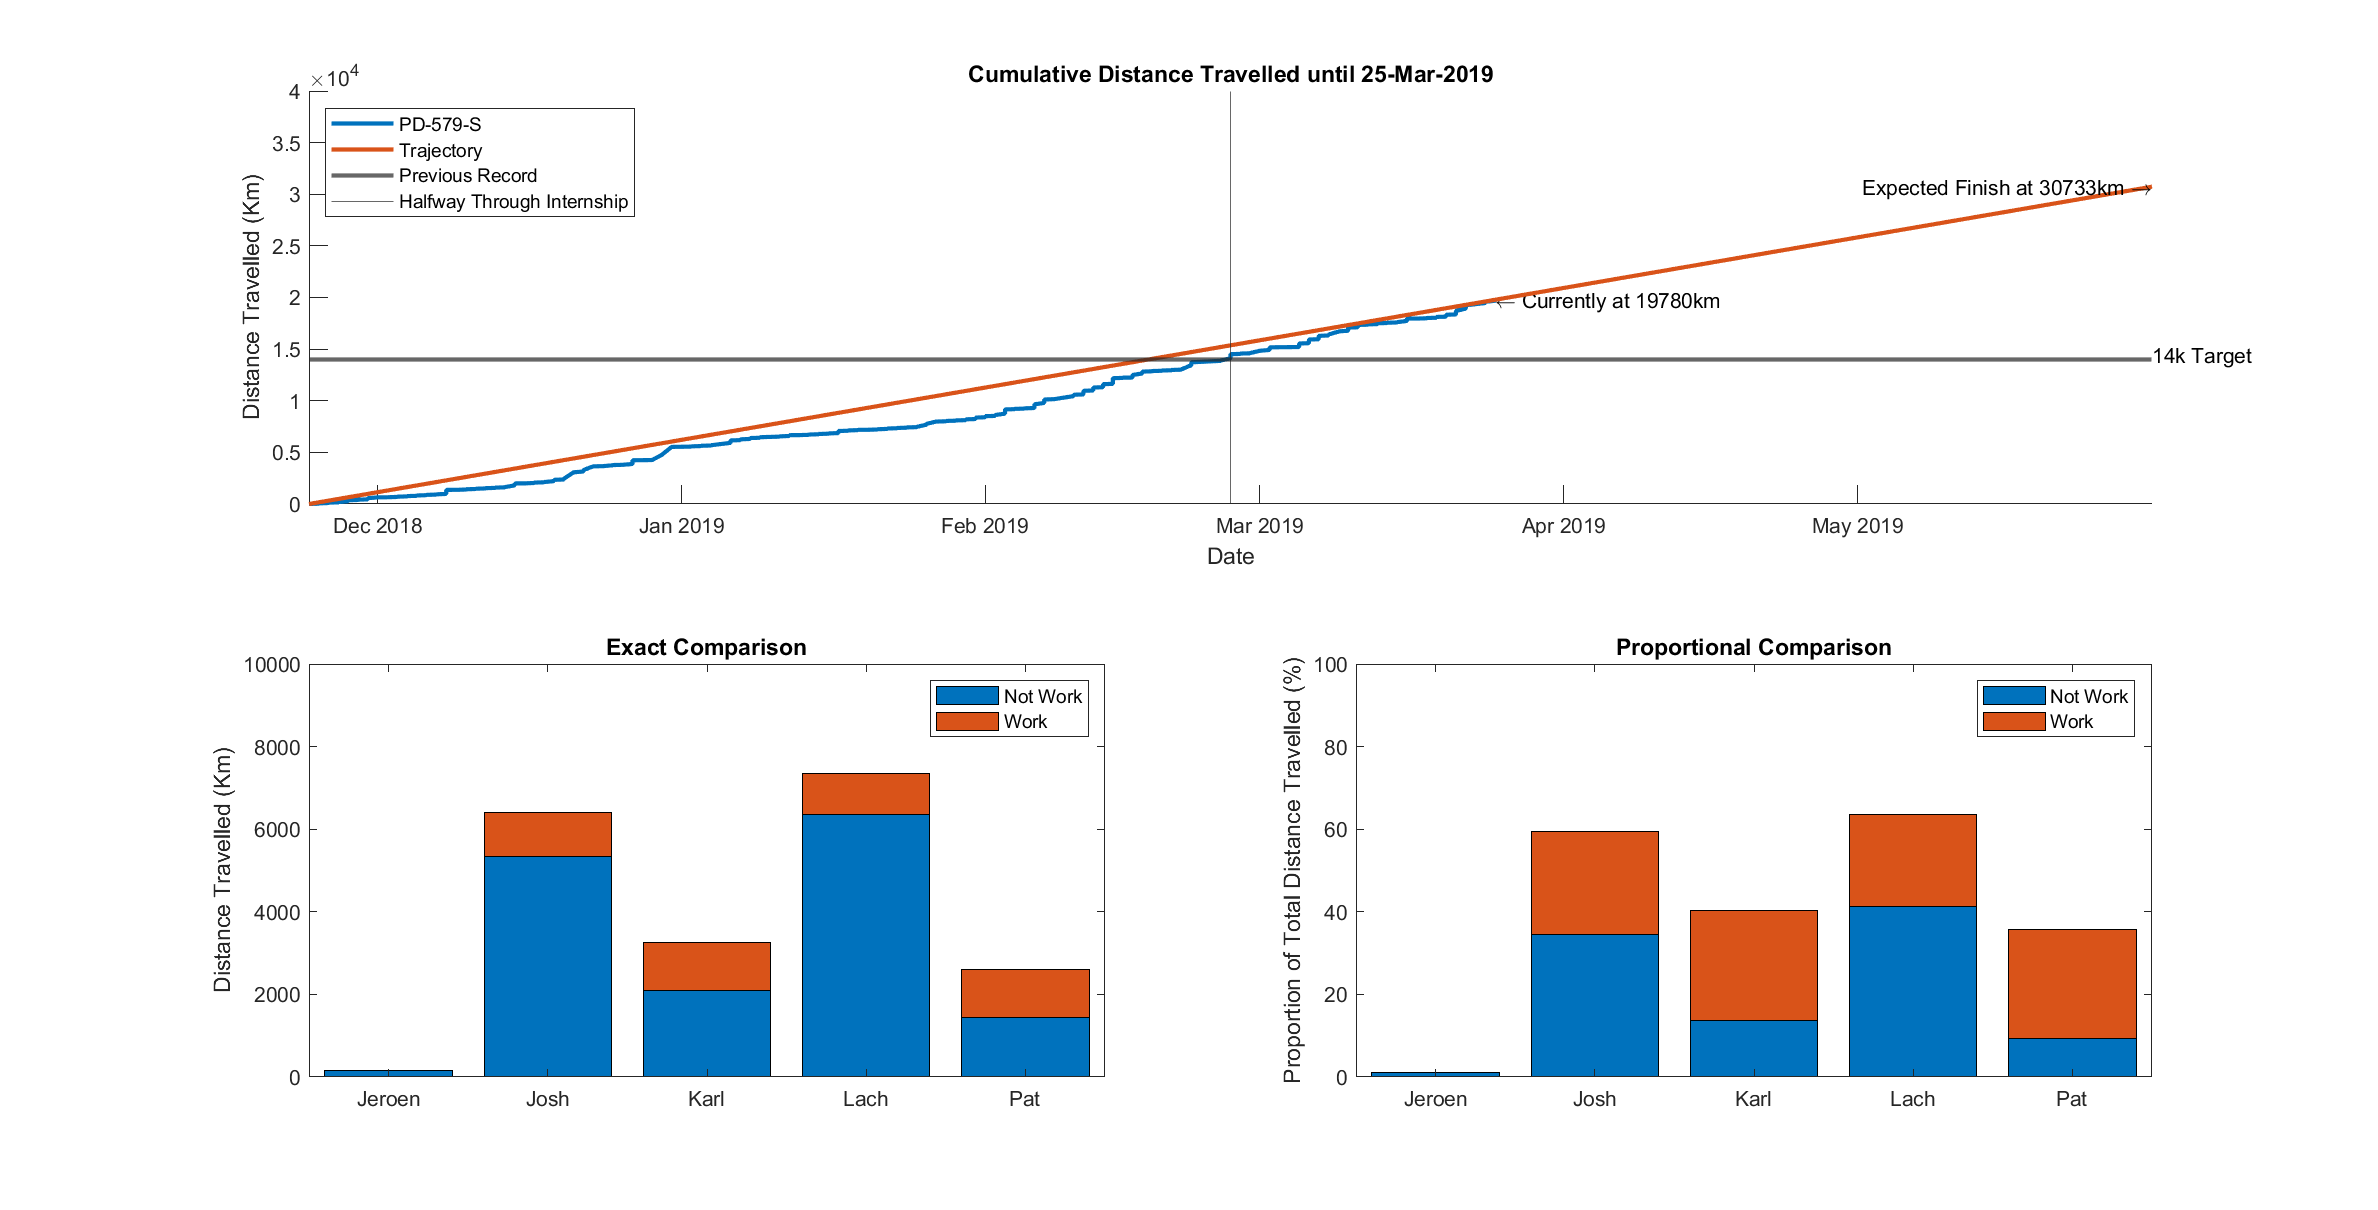 Cumulative Distance Travelled until 25-Mar-2019
×10^4
4
3.5
3
2.5
2
1.5
1
0.5
0
Distance Travelled (Km)
PD-579-S
Trajectory
Previous Record
Halfway Through Internship
Expected Finish at 30733km →
← Currently at 19780km
14k Target
Dec 2018 Jan 2019 Feb 2019 Mar 2019 Apr 2019 May 2019
Date
Exact Comparison
10000
8000
6000
4000
2000
0
Distance Travelled (Km)
Not Work
Work
Jeroen Josh Karl Lach Pat
Proportional Comparison
100
80
60
40
20
0
Proportion of Total Distance Travelled (%)
Not Work
Work
Jeroen Josh Karl Lach Pat